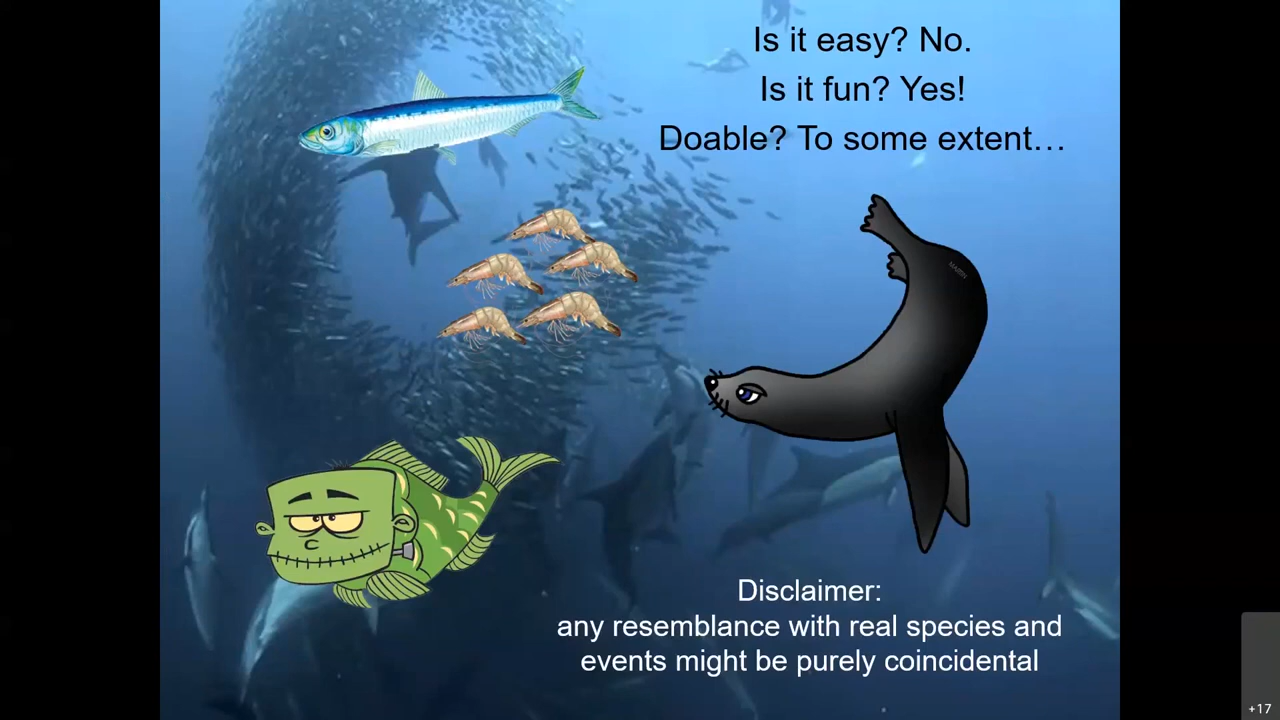 Is it easy? No.
Is it fun? Yes!
Doable? To some extent…
Disclaimer:
any resemblance with real species and
events might be purely coincidental
+17